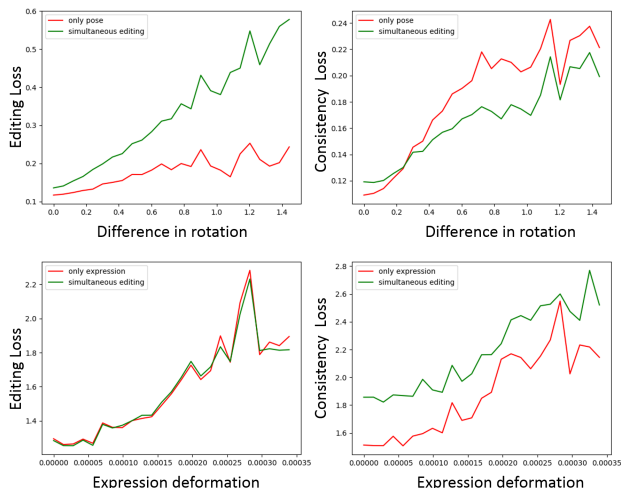 only pose
simultaneous editing
0.6
0.5
0.4
0.3
0.2
0.1
0.0 0.2 0.4 0.6 0.8 1.0 1.2 1.4
Editing Loss
Difference in rotation
only pose
simultaneous editing
0.24
0.22
0.20
0.18
0.16
0.14
0.12
0.0 0.2 0.4 0.6 0.8 1.0 1.2 1.4
Consistency Loss
Difference in rotation
only expression
simultaneous editing
2.2
2.0
1.8
1.6
1.4
0.00000 0.00005 0.00010 0.00015 0.00020 0.00025 0.00030 0.00035
Editing Loss
Expression deformation
only expression
simultaneous editing
2.8
2.6
2.4
2.2
2.0
1.8
1.6
0.00000 0.00005 0.00010 0.00015 0.00020 0.00025 0.00030 0.00035
Consistency Loss
Expression deformation